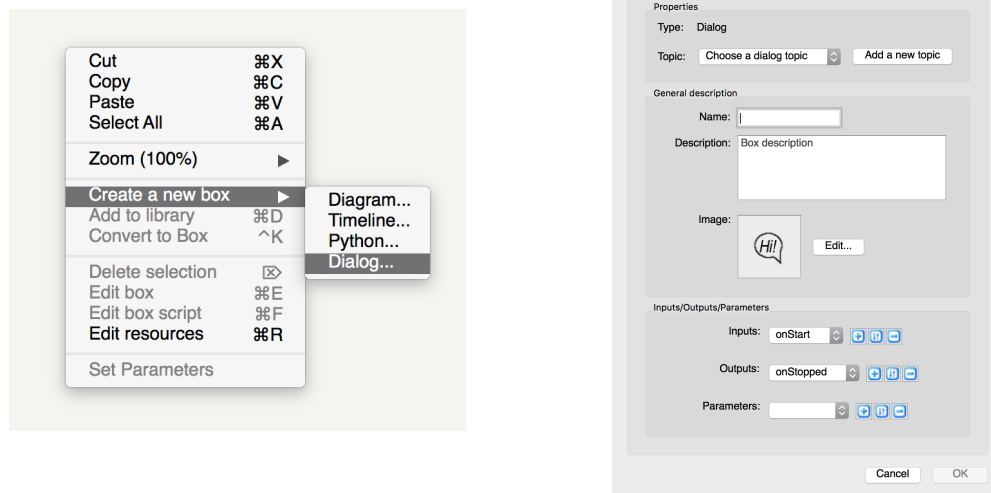 Cut ⌘X
Copy ⌘C
Paste ⌘V
Select All ⌘A
Zoom (100%) ▶
Create a new box ▶
Add to library ⌘D
Convert to Box ^K
Delete selection ⌦
Edit box ⌘E
Edit box script ⌘F
Edit resources ⌘R
Set Parameters
Diagram...
Timeline...
Python...
Dialog...
Properties
Type: Dialog
Topic: Choose a dialog topic Add a new topic
General description
Name:
Description: Box description
Image: Hi! Edit...
Inputs/Outputs/Parameters
Inputs: onStart
Outputs: onStopped
Parameters:
Cancel OK